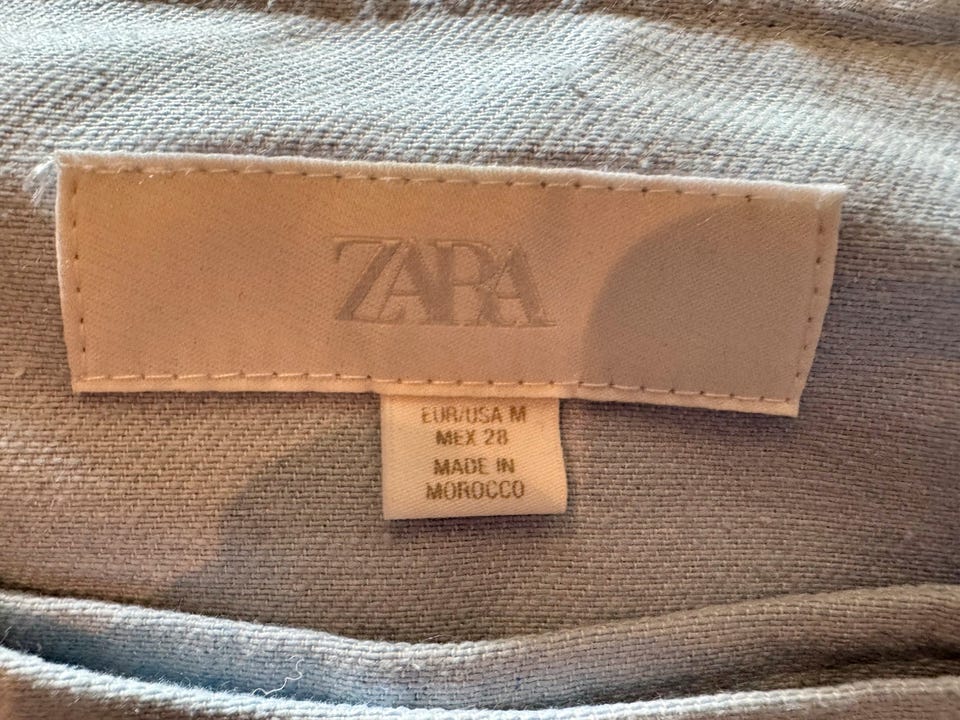 ZARA
EUR/USA M
MEX 28
MADE IN
MOROCCO